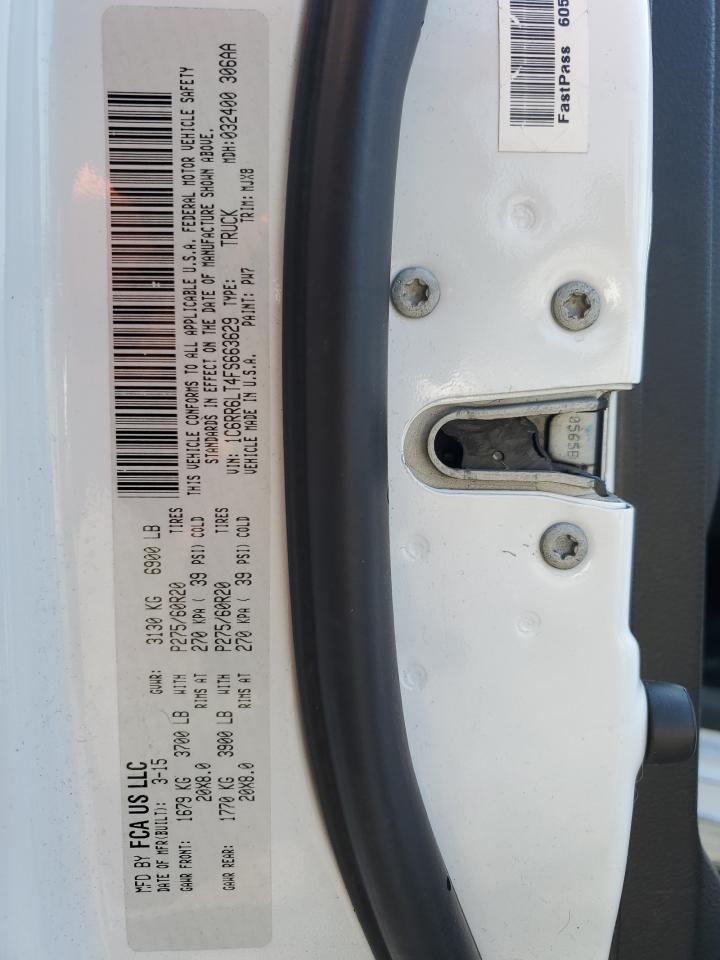 MFD BY FCA US LLC
DATE OF MFR(BUILT): 3-15 GVWR: 3130 KG 6900 LB
GAWR FRONT: 1679 KG 3700 LB WITH P275/60R20 TIRES
20X8.0 RIMS AT 270 KPA ( 39 PSI) COLD
GAWR REAR: 1770 KG 3900 LB WITH P275/60R20 TIRES
20X8.0 RIMS AT 270 KPA ( 39 PSI) COLD
THIS VEHICLE CONFORMS TO ALL APPLICABLE U.S.A. FEDERAL MOTOR VEHICLE SAFETY
STANDARDS IN EFFECT ON THE DATE OF MANUFACTURE SHOWN ABOVE.
VIN: 1C6RR6LT4FS663629 TYPE: TRUCK MDH:032400 306AA
VEHICLE MADE IN U.S.A. PAINT: PW7 TRIM: MJX8
FastPass 605
0565B